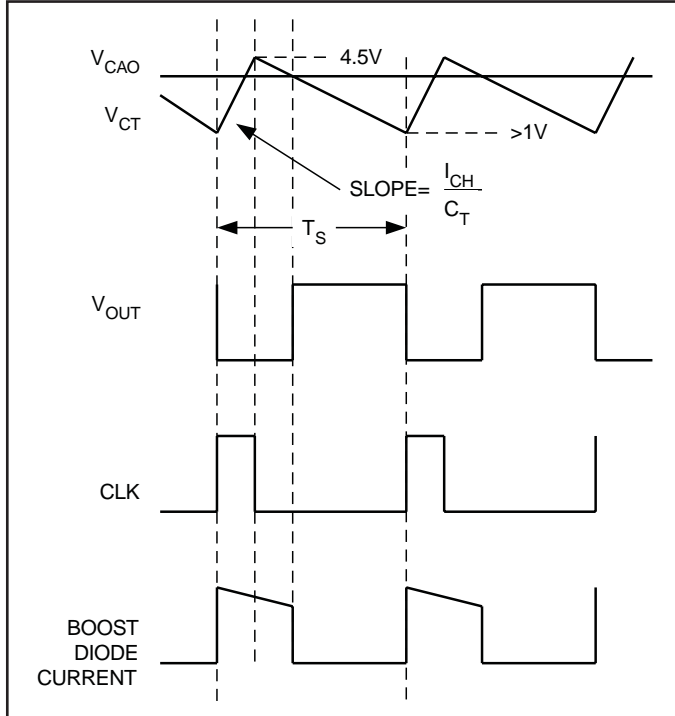 V_CAO
4.5V
V_CT
>1V
SLOPE= I_CH / C_T
T_S
V_OUT
CLK
BOOST
DIODE
CURRENT